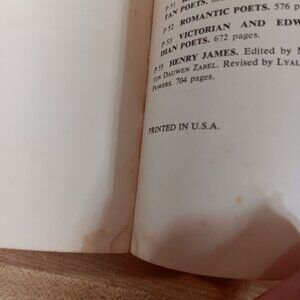 P 51
TAN POETS.
P 52 ROMANTIC POETS. 576 p
P 53 VICTORIAN AND EDW
DIAN POETS. 672 pages.
P 55 HENRY JAMES. Edited by M
TON DAUWEN ZABEL. Revised by LYAL
POWERS. 704 pages.
PRINTED IN U.S.A.